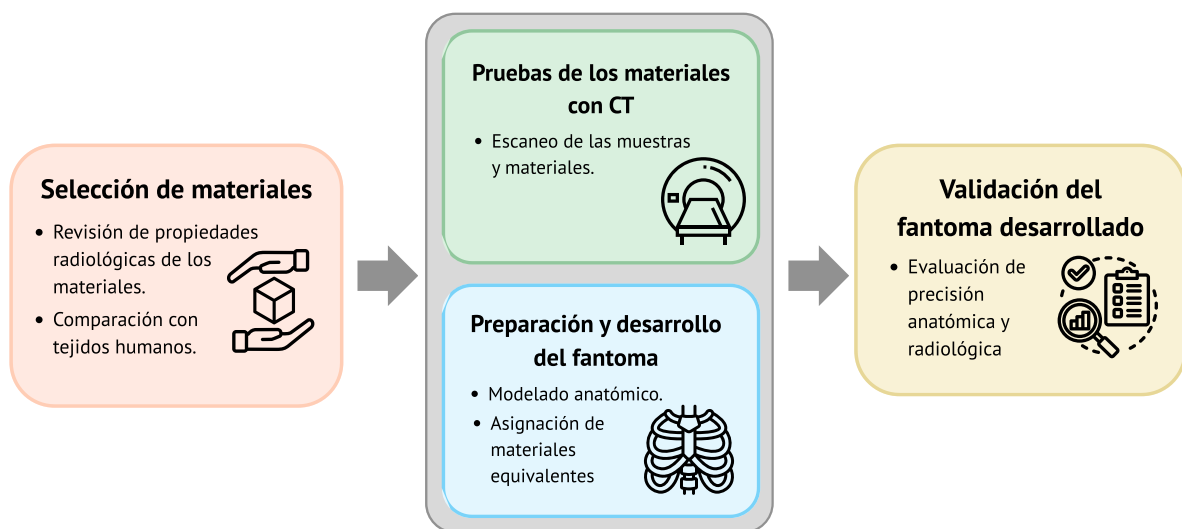 Selección de materiales
• Revisión de propiedades
radiológicas de los
materiales.
• Comparación con
tejidos humanos.
Pruebas de los materiales
con CT
• Escaneo de las muestras
y materiales.
Preparación y desarrollo
del fantoma
• Modelado anatómico.
• Asignación de
materiales
equivalentes
Validación del
fantoma desarrollado
• Evaluación de
precisión
anatómica y
radiológica